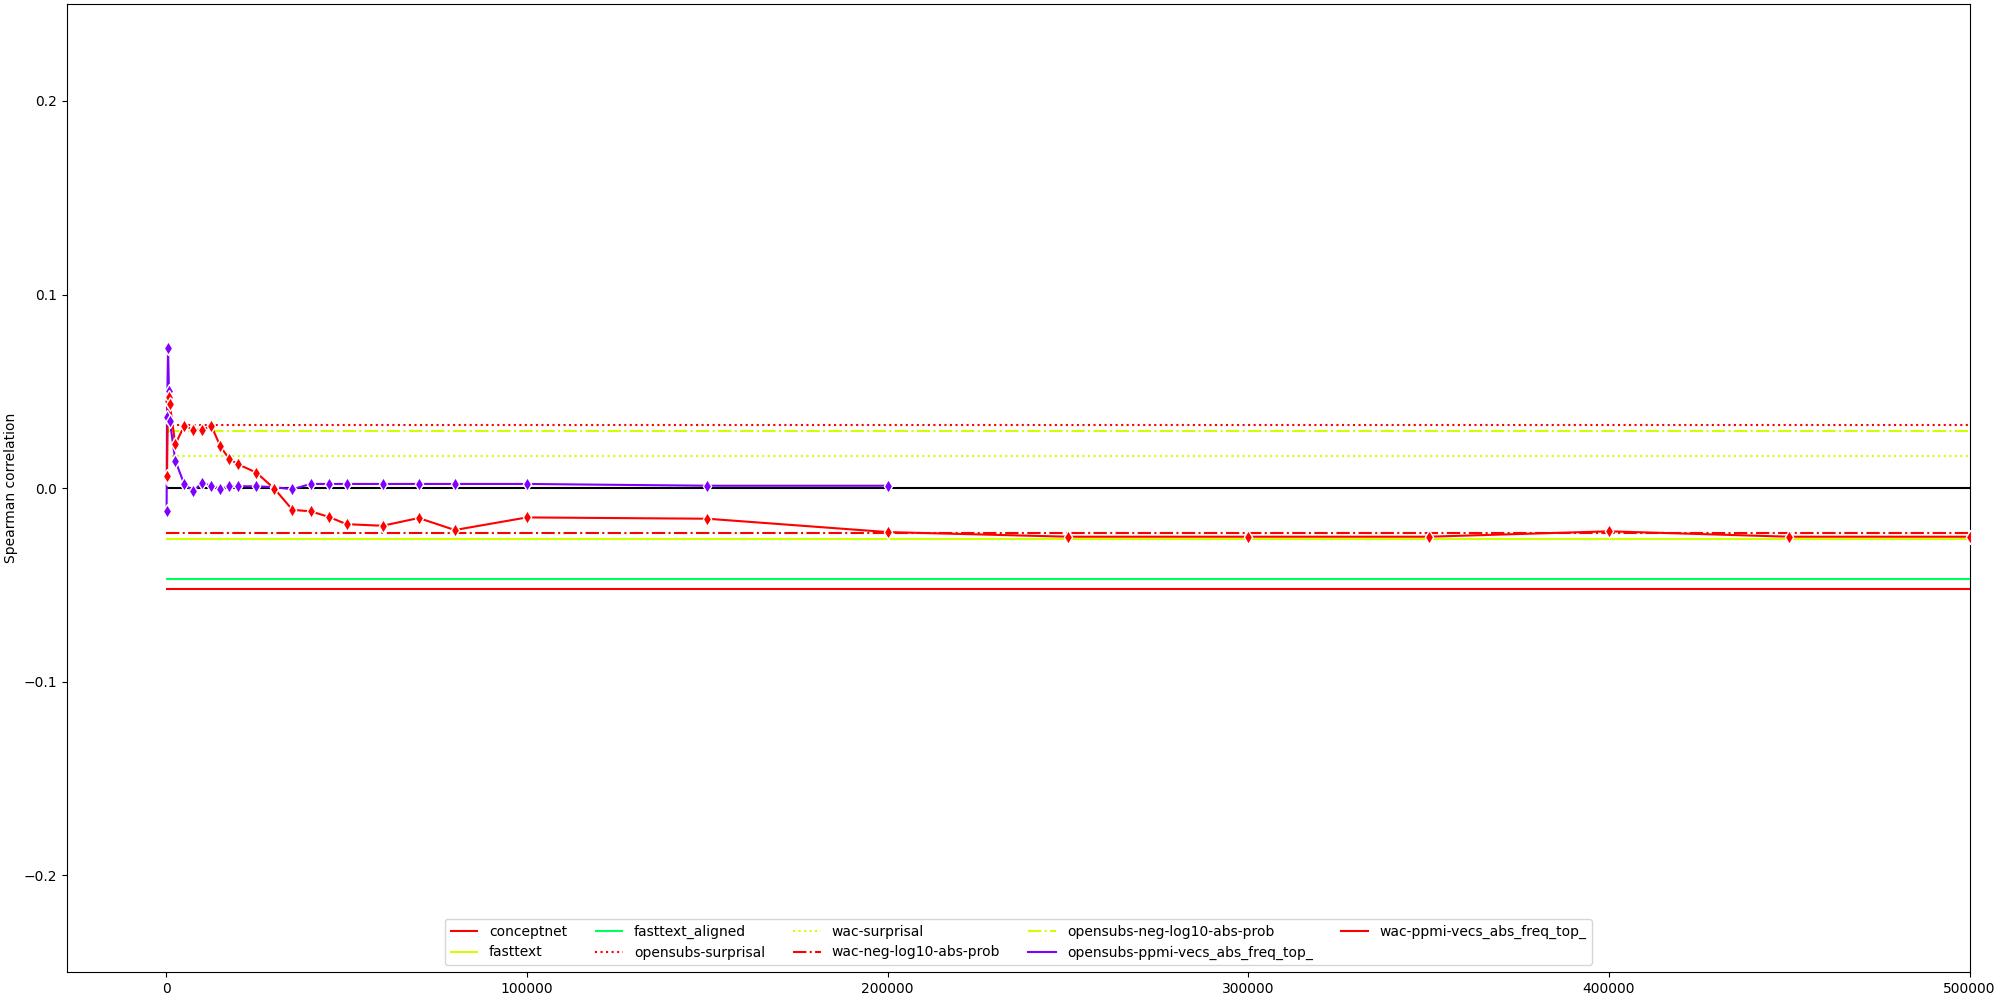 Spearman correlation
0.2
0.1
0.0
−0.1
−0.2
conceptnet
fasttext
fasttext_aligned
opensubs-surprisal
wac-surprisal
wac-neg-log10-abs-prob
opensubs-neg-log10-abs-prob
opensubs-ppmi-vecs_abs_freq_top_
wac-ppmi-vecs_abs_freq_top_
0
100000
200000
300000
400000
500000